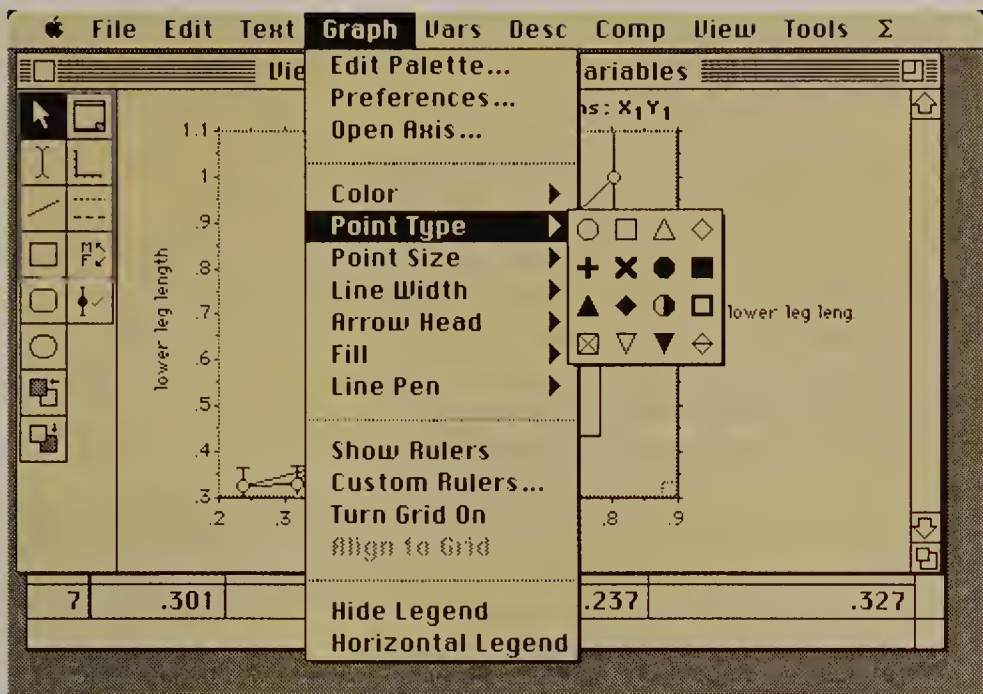 File Edit Text Graph Vars Desc Comp View Tools Σ
Vie ariables
ns: X₁Y₁
Edit Palette...
Preferences...
Open Axis...
Color
Point Type
Point Size
Line Width
Arrow Head
Fill
Line Pen
Show Rulers
Custom Rulers...
Turn Grid On
Align to Grid
Hide Legend
Horizontal Legend
M F
lower leg length
1.1
1
.9
.8
.7
.6
.5
.4
.3
.2 .3 .8 .9
lower leg leng
7 .301 .237 .327